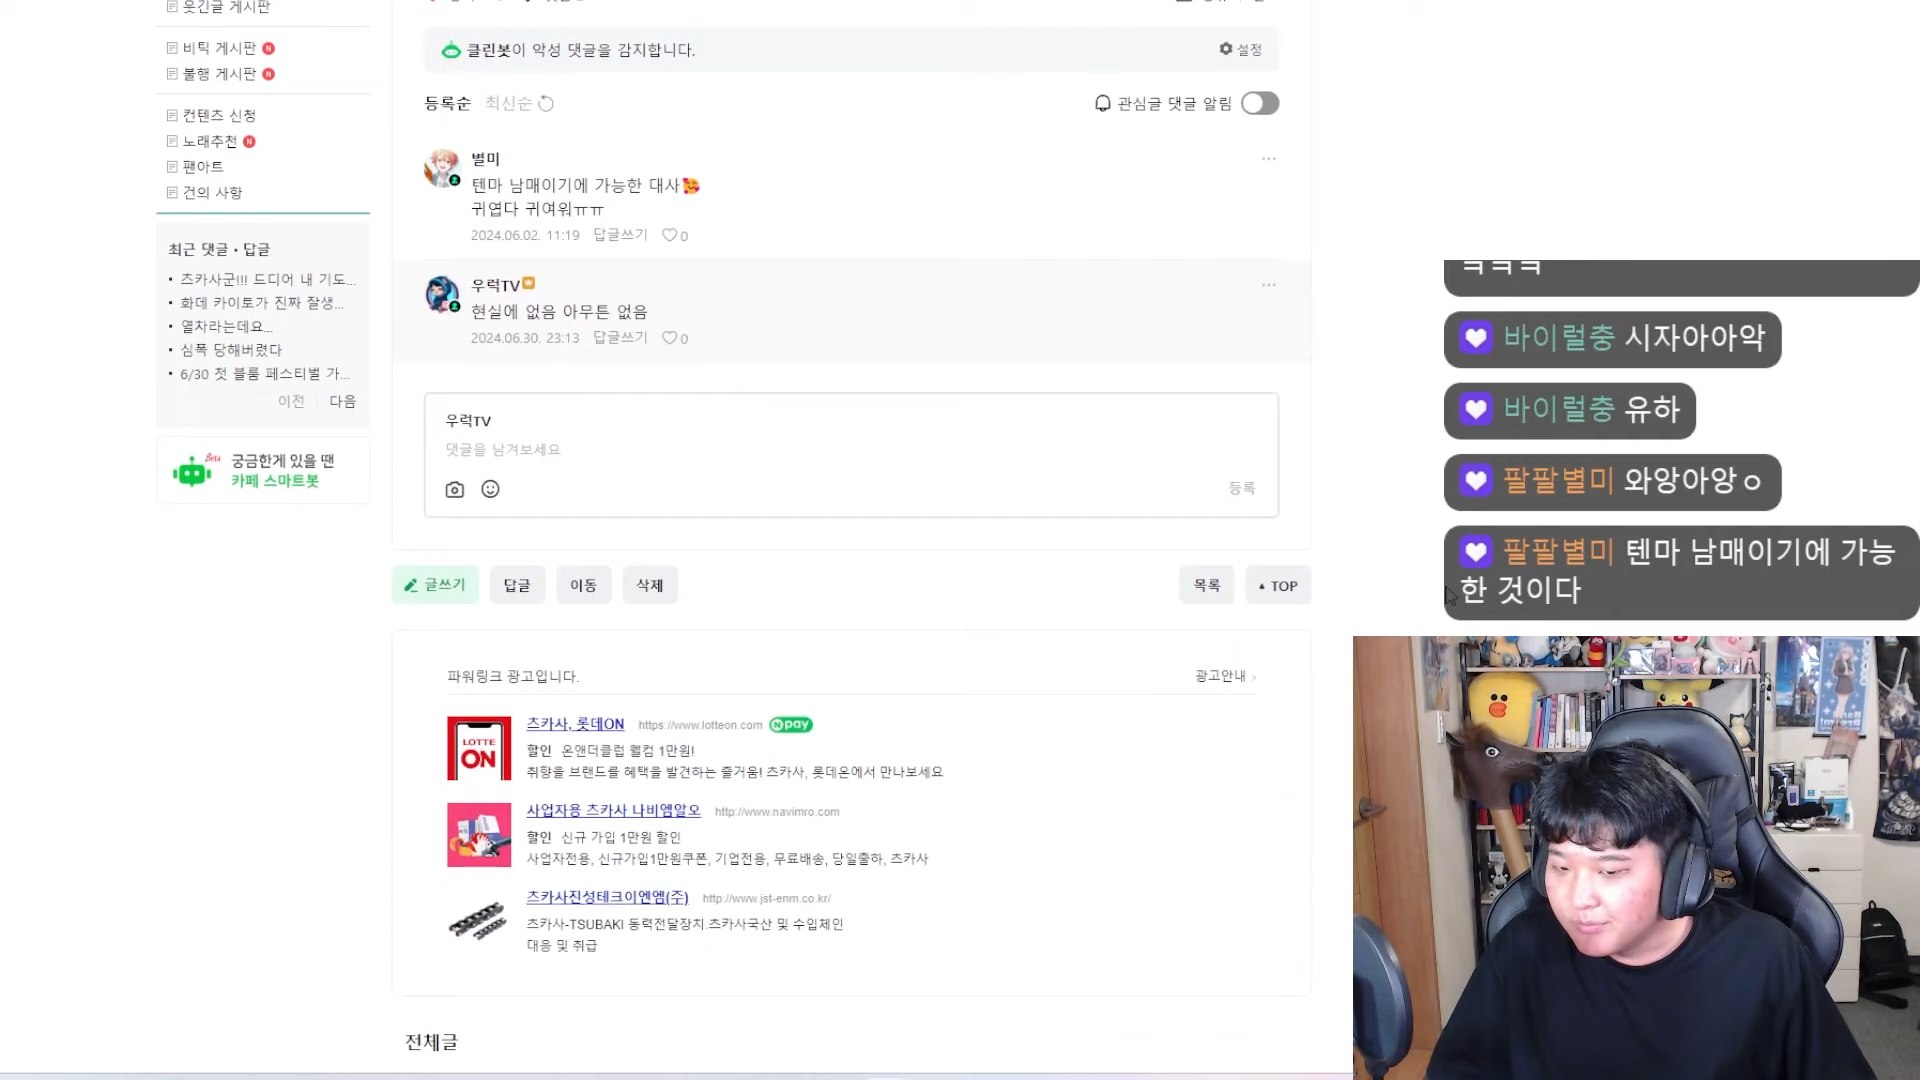 웃긴글 게시판
비틱 게시판 N
불행 게시판 N
컨텐츠 신청
노래추천 N
팬아트
건의 사항
최근 댓글 • 답글
츠카사군!!! 드디어 내 기도...
화데 카이토가 진짜 잘생...
열차라는데요...
심폭 당해버렸다
6/30 첫 블룸 페스티벌 가...
이전
다음
궁금한게 있을 땐
Beta
카페 스마트봇
클린봇이 악성 댓글을 감지합니다.
설정
등록순 최신순
관심글 댓글 알림
별미
텐마 남매이기에 가능한 대사🥰
귀엽다 귀여워ㅠㅠ
2024.06.02. 11:19 답글쓰기 0
우럭TV
현실에 없음 아무튼 없음
2024.06.30. 23:13 답글쓰기 0
우럭TV
댓글을 남겨보세요
등록
글쓰기 답글 이동 삭제
목록 TOP
파워링크 광고입니다.
광고안내
LOTTE
ON
츠카사, 롯데ON https://www.lotteon.com N pay
할인 온앤더클럽 웰컴 1만원!
취향을 브랜드를 혜택을 발견하는 즐거움! 츠카사, 롯데온에서 만나보세요
사업자용 츠카사 나비엠알오 http://www.navimro.com
할인 신규 가입 1만원 할인
사업자전용, 신규가입1만원쿠폰, 기업전용, 무료배송, 당일출하, 츠카사
츠카사진성테크이엔엠(주) http://www.jst-enm.co.kr/
츠카사-TSUBAKI 동력전달장치.츠카사국산 및 수입체인
대응 및 취급
전체글
바이럴충 시자아아악
바이럴충 유하
팔팔별미 와앙아앙ㅇ
팔팔별미 텐마 남매이기에 가능
한 것이다